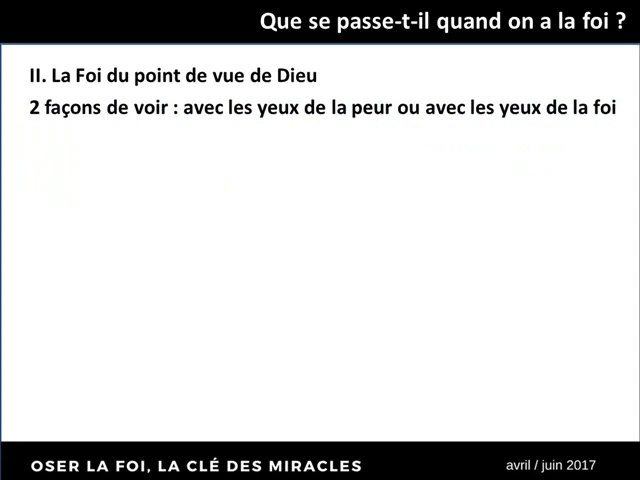 Que se passe-t-il quand on a la foi ?
II. La Foi du point de vue de Dieu
2 façons de voir : avec les yeux de la peur ou avec les yeux de la foi
OSER LA FOI, LA CLÉ DES MIRACLES
avril / juin 2017